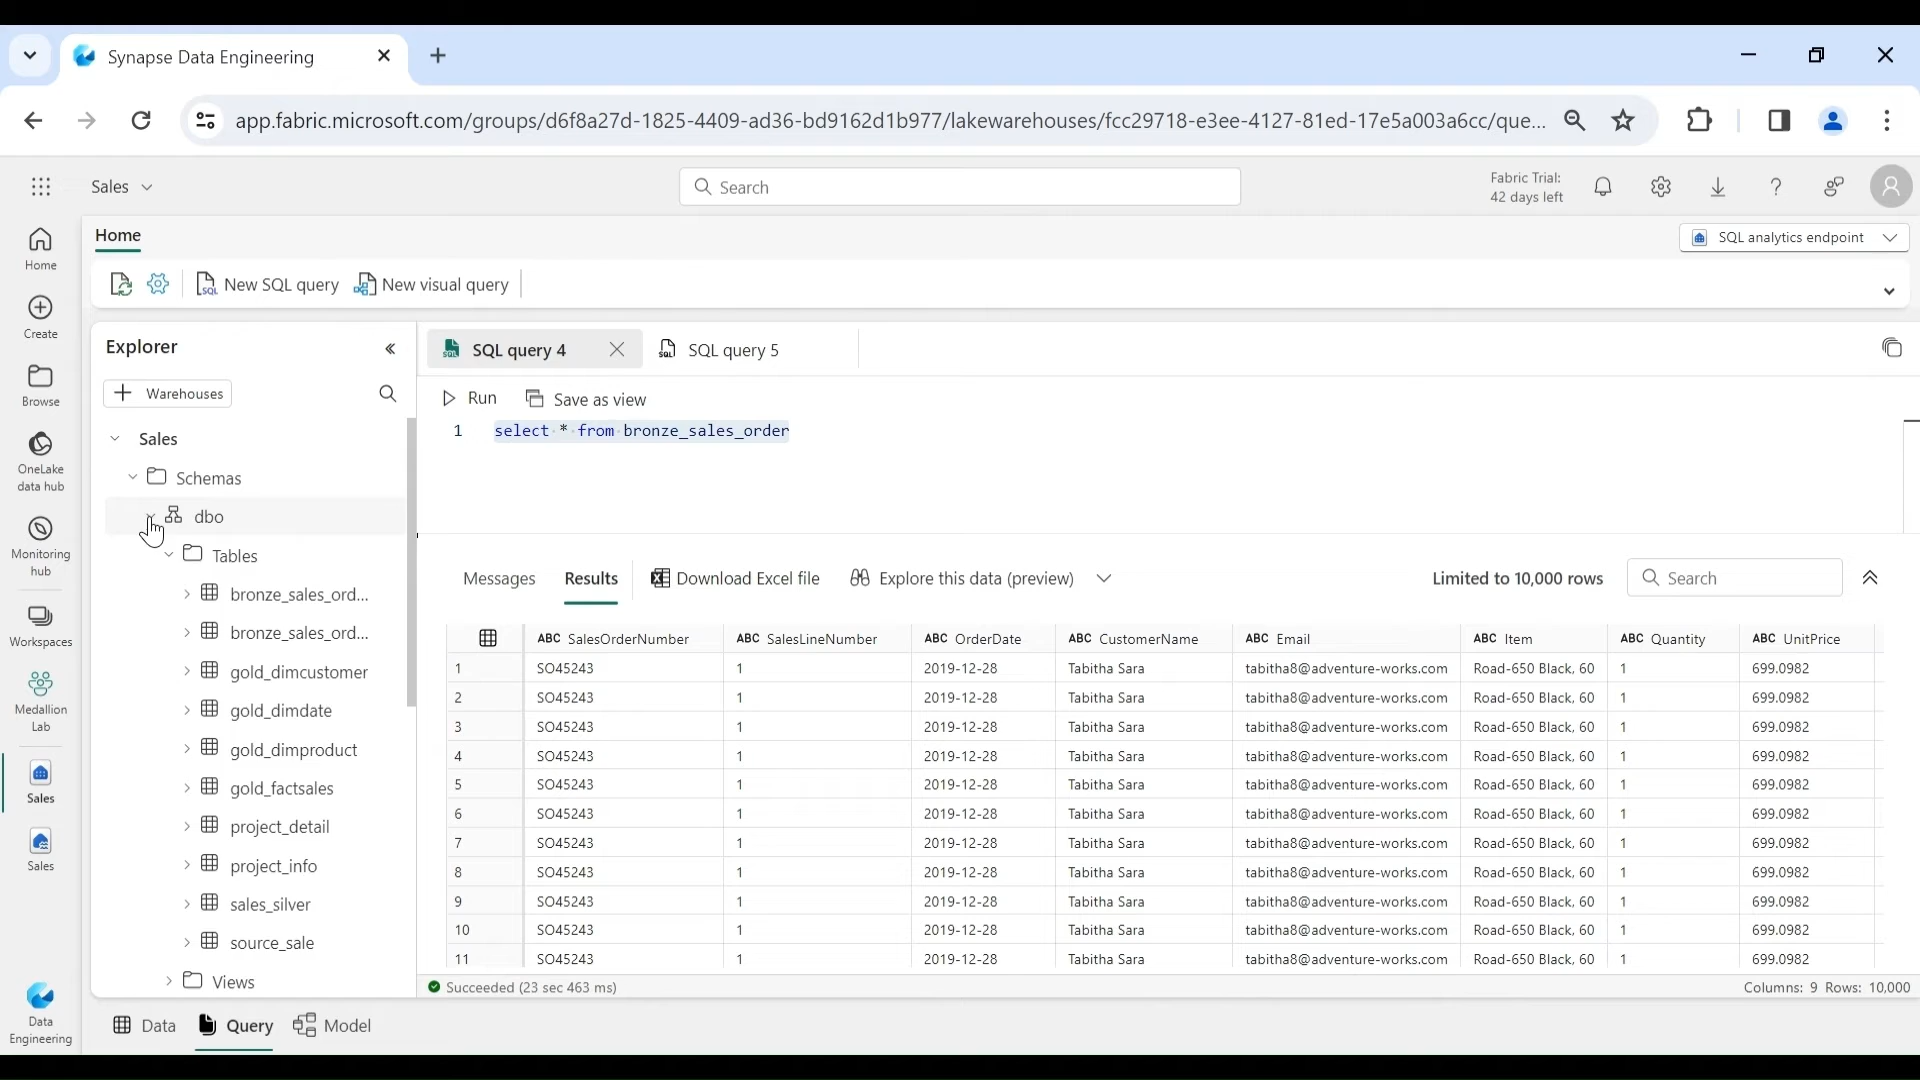 Synapse Data Engineering
app.fabric.microsoft.com/groups/d6f8a27d-1825-4409-ad36-bd9162d1b977/lakewarehouses/fcc29718-e3ee-4127-81ed-17e5a003a6cc/que...
Sales
Search
Fabric Trial:
42 days left
Home
SQL analytics endpoint
New SQL query
New visual query
Home
Create
Browse
OneLake
data hub
Monitoring
hub
Workspaces
Medallion
Lab
Sales
Sales
Data
Engineering
Explorer
Warehouses
Sales
Schemas
dbo
Tables
bronze_sales_ord...
bronze_sales_ord...
gold_dimcustomer
gold_dimdate
gold_dimproduct
gold_factsales
project_detail
project_info
sales_silver
source_sale
Views
SQL query 4
SQL query 5
Run
Save as view
1 select * from bronze_sales_order
Messages Results Download Excel file Explore this data (preview) Limited to 10,000 rows Search
ABC SalesOrderNumber ABC SalesLineNumber ABC OrderDate ABC CustomerName ABC Email ABC Item ABC Quantity ABC UnitPrice
1 SO45243 1 2019-12-28 Tabitha Sara tabitha8@adventure-works.com Road-650 Black, 60 1 699.0982
2 SO45243 1 2019-12-28 Tabitha Sara tabitha8@adventure-works.com Road-650 Black, 60 1 699.0982
3 SO45243 1 2019-12-28 Tabitha Sara tabitha8@adventure-works.com Road-650 Black, 60 1 699.0982
4 SO45243 1 2019-12-28 Tabitha Sara tabitha8@adventure-works.com Road-650 Black, 60 1 699.0982
5 SO45243 1 2019-12-28 Tabitha Sara tabitha8@adventure-works.com Road-650 Black, 60 1 699.0982
6 SO45243 1 2019-12-28 Tabitha Sara tabitha8@adventure-works.com Road-650 Black, 60 1 699.0982
7 SO45243 1 2019-12-28 Tabitha Sara tabitha8@adventure-works.com Road-650 Black, 60 1 699.0982
8 SO45243 1 2019-12-28 Tabitha Sara tabitha8@adventure-works.com Road-650 Black, 60 1 699.0982
9 SO45243 1 2019-12-28 Tabitha Sara tabitha8@adventure-works.com Road-650 Black, 60 1 699.0982
10 SO45243 1 2019-12-28 Tabitha Sara tabitha8@adventure-works.com Road-650 Black, 60 1 699.0982
11 SO45243 1 2019-12-28 Tabitha Sara tabitha8@adventure-works.com Road-650 Black, 60 1 699.0982
Succeeded (23 sec 463 ms) Columns: 9 Rows: 10,000
Data Query Model